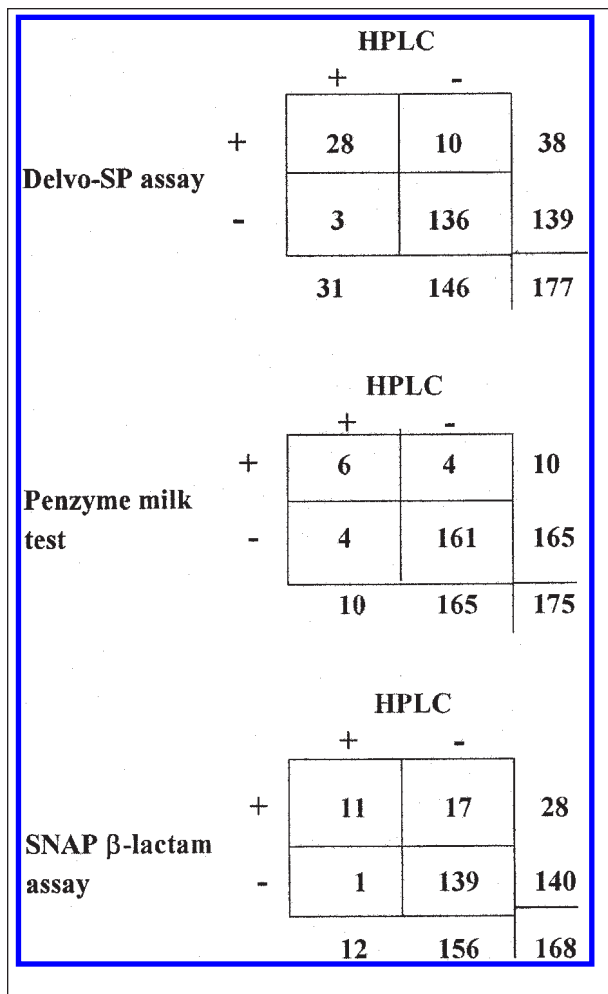 HPLC
+ -
+ 28 10 38
Delvo-SP assay
- 3 136 139
31 146 177
HPLC
+ -
+ 6 4 10
Penzyme milk
test - 4 161 165
10 165 175
HPLC
+ -
+ 11 17 28
SNAP β-lactam
assay - 1 139 140
12 156 168